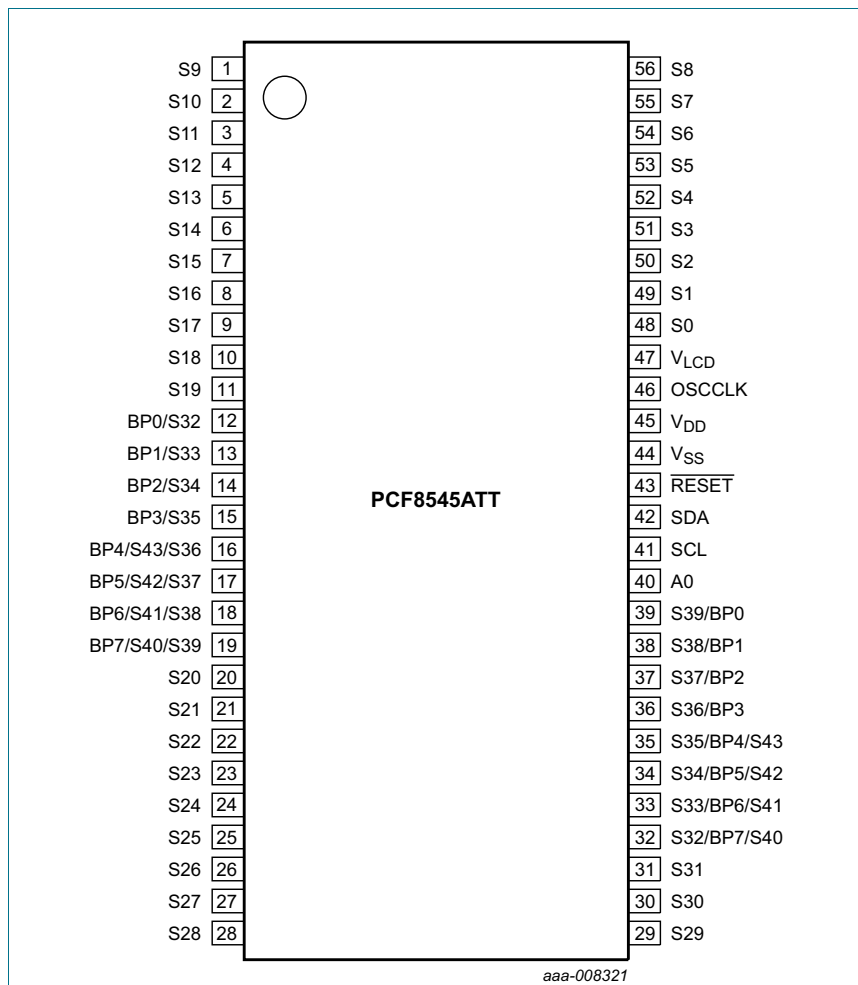 S9 1 56 S8
S10 2 55 S7
S11 3 54 S6
S12 4 53 S5
S13 5 52 S4
S14 6 51 S3
S15 7 50 S2
S16 8 49 S1
S17 9 48 S0
S18 10 47 VLCD
S19 11 46 OSCCLK
BP0/S32 12 45 VDD
BP1/S33 13 44 VSS
BP2/S34 14 43 RESET
PCF8545ATT
BP3/S35 15 42 SDA
BP4/S43/S36 16 41 SCL
BP5/S42/S37 17 40 A0
BP6/S41/S38 18 39 S39/BP0
BP7/S40/S39 19 38 S38/BP1
S20 20 37 S37/BP2
S21 21 36 S36/BP3
S22 22 35 S35/BP4/S43
S23 23 34 S34/BP5/S42
S24 24 33 S33/BP6/S41
S25 25 32 S32/BP7/S40
S26 26 31 S31
S27 27 30 S30
S28 28 29 S29
aaa-008321